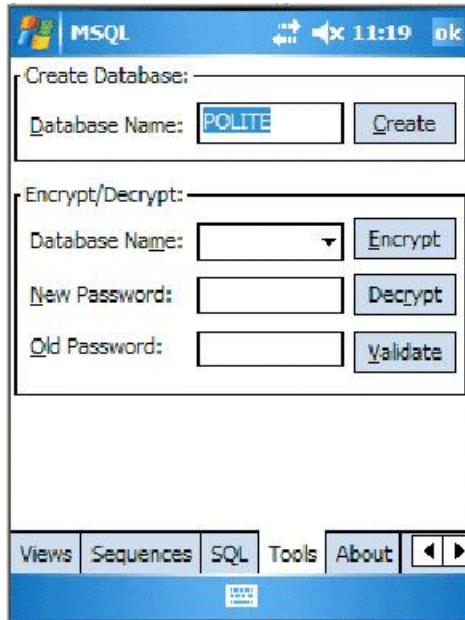 MSQL 11:19 ok
Create Database:
Database Name: POLITE Create
Encrypt/Decrypt:
Database Name: Encrypt
New Password: Decrypt
Old Password: Validate
Views Sequences SQL Tools About